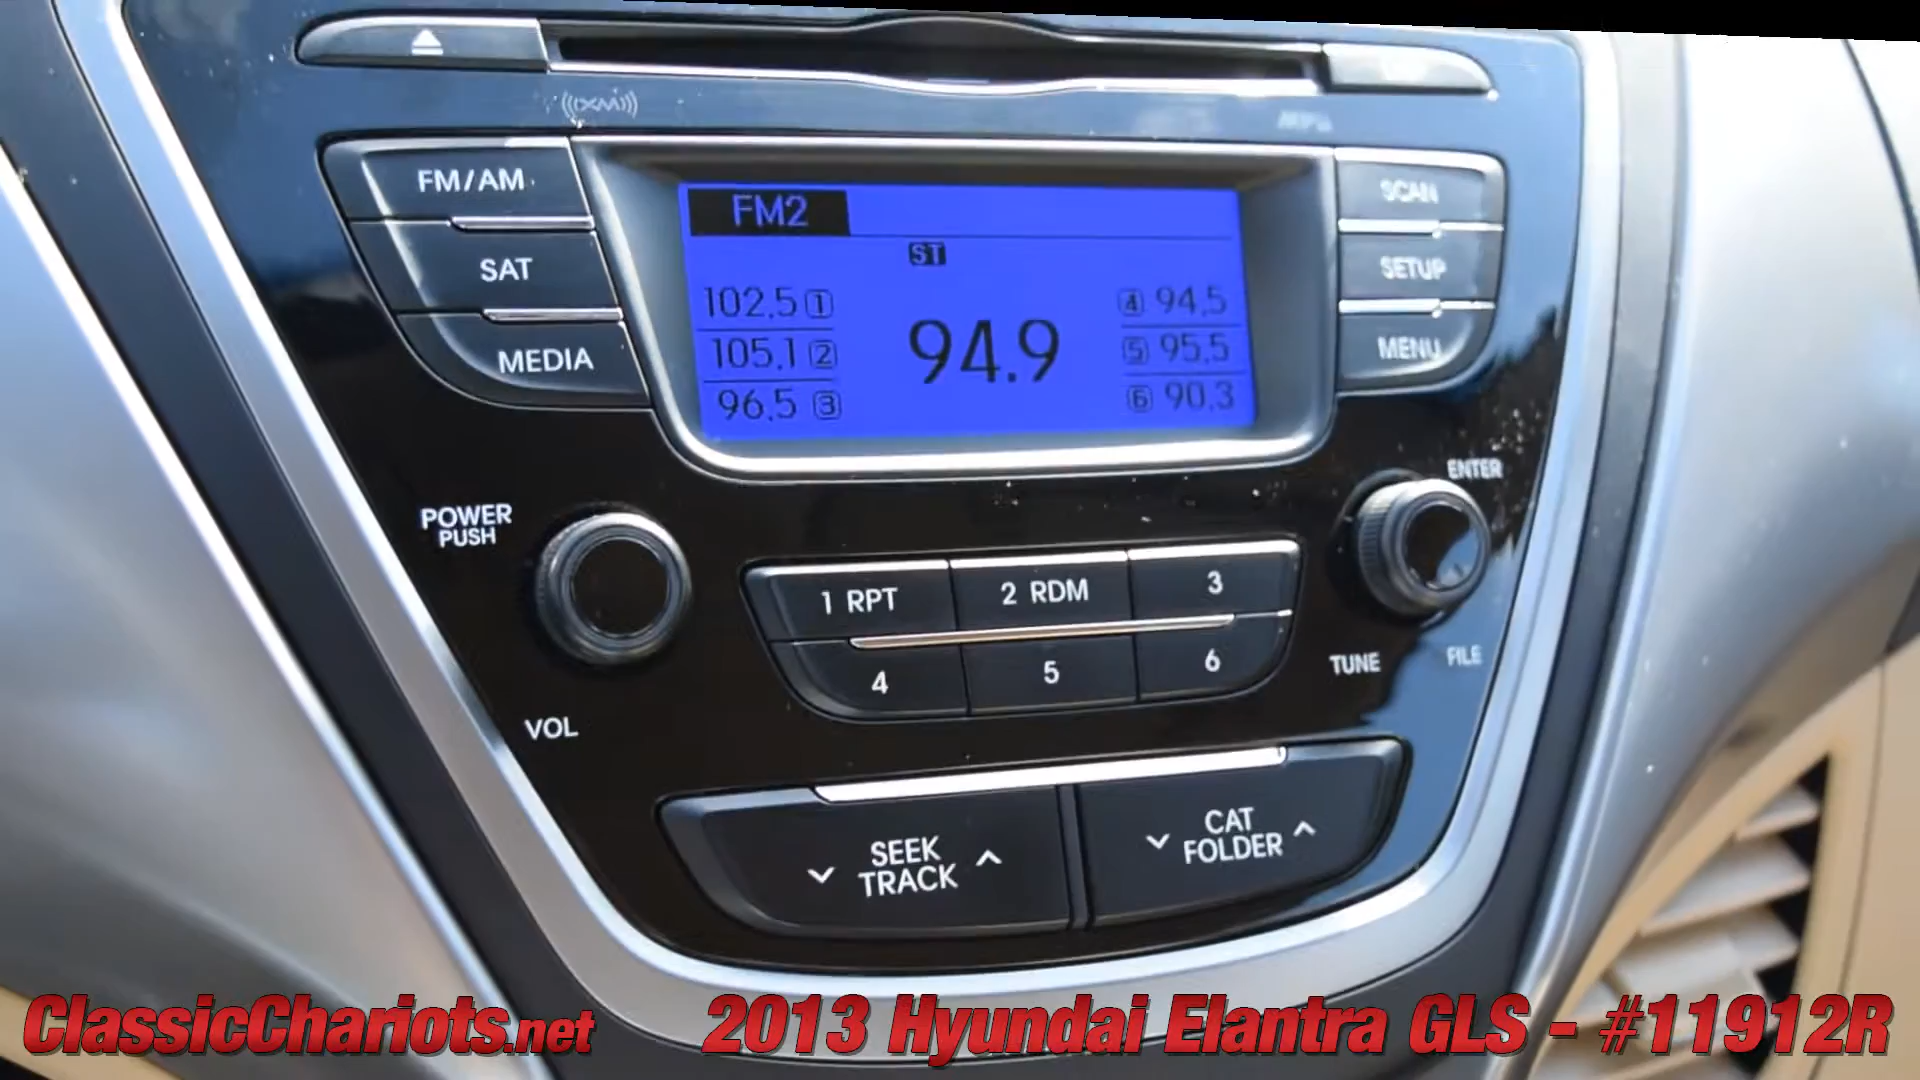 XM
FM/AM
SAT
MEDIA
FM2
ST
102.5 1
105.1 2
96.5 3
94.9
4 94.5
5 95.5
6 90.3
SCAN
SETUP
MENU
POWER
PUSH
VOL
1 RPT
2 RDM
3
4
5
6
ENTER
TUNE
FILE
SEEK
TRACK
CAT
FOLDER
ClassicChariots.net
2013 Hyundai Elantra GLS - #11912R